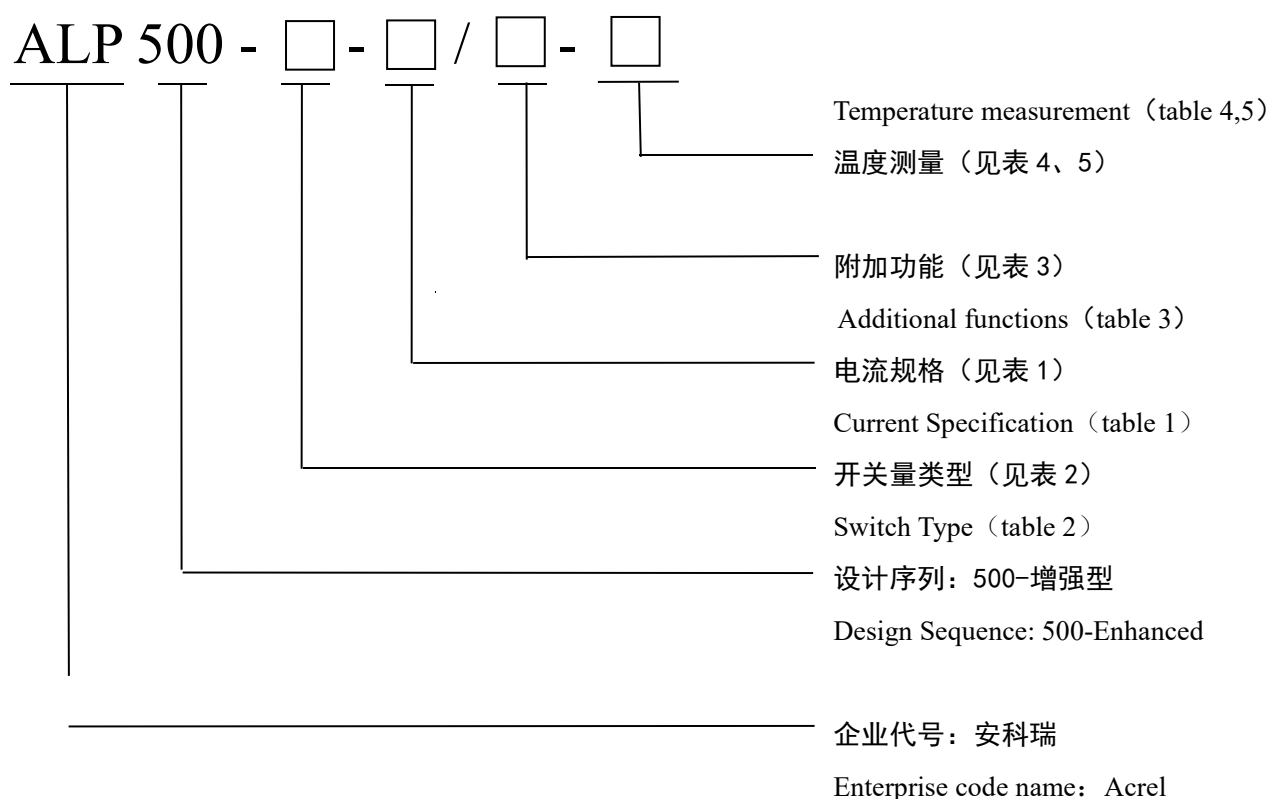 ALP 500 - □ - □ / □ - □
Temperature measurement（table 4,5）
温度测量（见表 4、5）
附加功能（见表 3）
Additional functions（table 3）
电流规格（见表 1）
Current Specification（table 1）
开关量类型（见表 2）
Switch Type（table 2）
设计序列：500-增强型
Design Sequence: 500-Enhanced
企业代号：安科瑞
Enterprise code name：Acrel